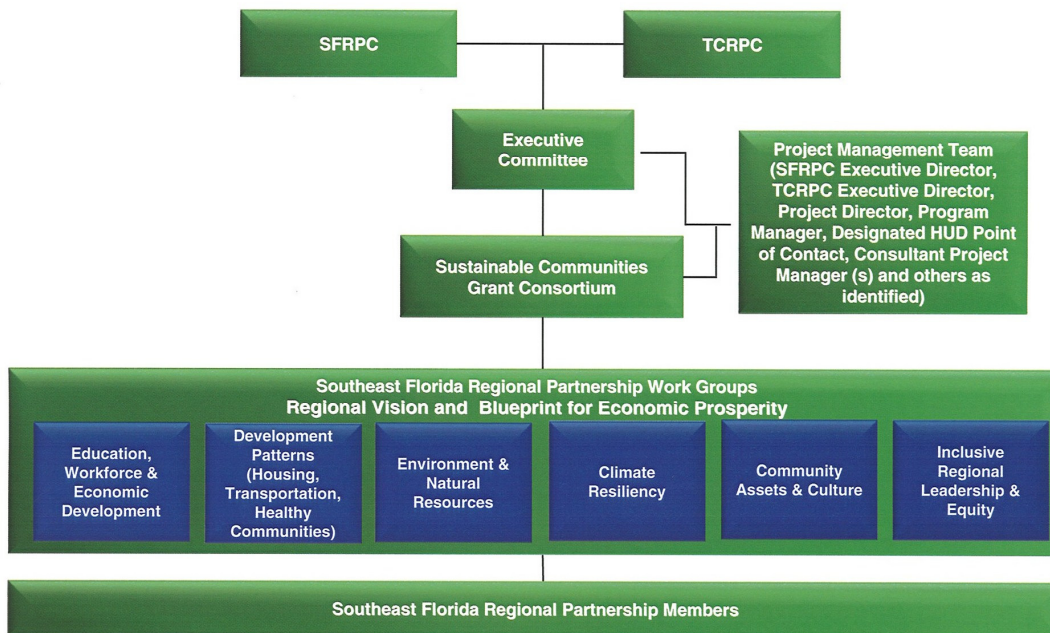 SFRPC
TCRPC
Executive
Committee
Project Management Team
(SFRPC Executive Director,
TCRPC Executive Director,
Project Director, Program
Manager, Designated HUD Point
of Contact, Consultant Project
Manager (s) and others as
identified)
Sustainable Communities
Grant Consortium
Southeast Florida Regional Partnership Work Groups
Regional Vision and Blueprint for Economic Prosperity
Education,
Workforce &
Economic
Development
Development
Patterns
(Housing,
Transportation,
Healthy
Communities)
Environment &
Natural
Resources
Climate
Resiliency
Community
Assets & Culture
Inclusive
Regional
Leadership &
Equity
Southeast Florida Regional Partnership Members